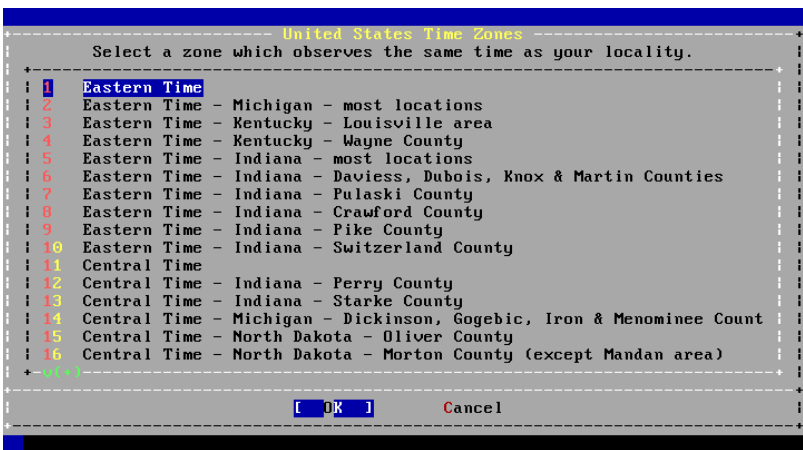 United States Time Zones
Select a zone which observes the same time as your locality.
1 Eastern Time
2 Eastern Time - Michigan - most locations
3 Eastern Time - Kentucky - Louisville area
4 Eastern Time - Kentucky - Wayne County
5 Eastern Time - Indiana - most locations
6 Eastern Time - Indiana - Daviess, Dubois, Knox & Martin Counties
7 Eastern Time - Indiana - Pulaski County
8 Eastern Time - Indiana - Crawford County
9 Eastern Time - Indiana - Pike County
10 Eastern Time - Indiana - Switzerland County
11 Central Time
12 Central Time - Indiana - Perry County
13 Central Time - Indiana - Starke County
14 Central Time - Michigan - Dickinson, Gogebic, Iron & Menominee Count
15 Central Time - North Dakota - Oliver County
16 Central Time - North Dakota - Morton County (except Mandan area)
v(+)
[ OK ] Cancel